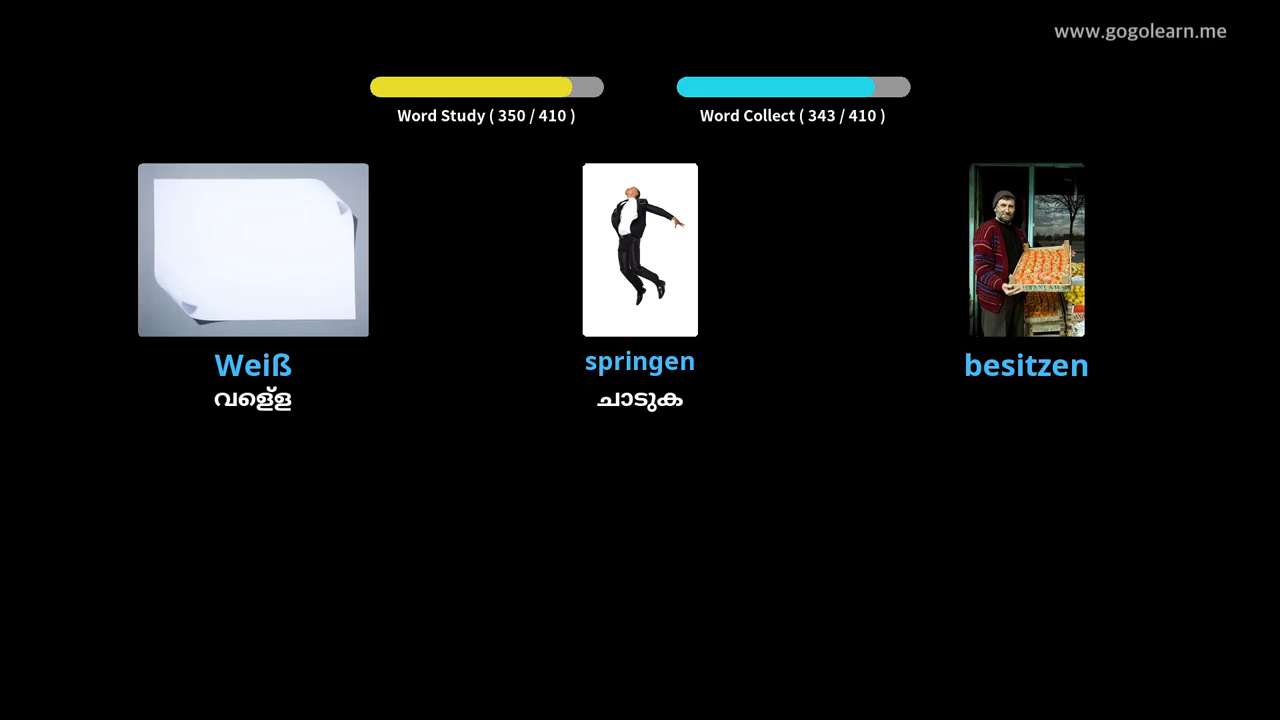 www.gogolearn.me
Word Study ( 350 / 410 )
Word Collect ( 343 / 410 )
Weiß
വെള്ള
springen
ചാടുക
besitzen